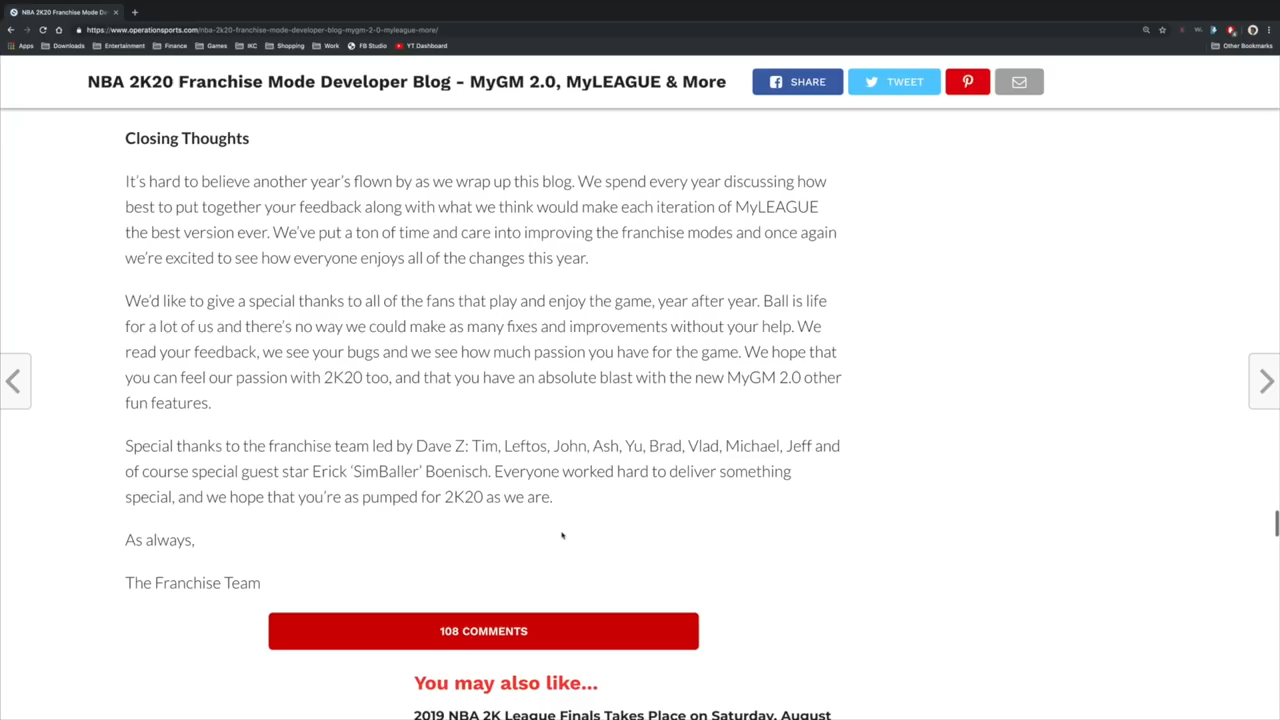 NBA 2K20 Franchise Mode De
https://www.operationsports.com/nba-2k20-franchise-mode-developer-blog-mygm-2-0-myleague-more/
Apps Downloads Entertainment Finance Games IKC Shopping Work FB Studio YT Dashboard Other Bookmarks
NBA 2K20 Franchise Mode Developer Blog - MyGM 2.0, MyLEAGUE & More SHARE TWEET
Closing Thoughts
It's hard to believe another year's flown by as we wrap up this blog. We spend every year discussing how
best to put together your feedback along with what we think would make each iteration of MyLEAGUE
the best version ever. We've put a ton of time and care into improving the franchise modes and once again
we're excited to see how everyone enjoys all of the changes this year.
We'd like to give a special thanks to all of the fans that play and enjoy the game, year after year. Ball is life
for a lot of us and there's no way we could make as many fixes and improvements without your help. We
read your feedback, we see your bugs and we see how much passion you have for the game. We hope that
you can feel our passion with 2K20 too, and that you have an absolute blast with the new MyGM 2.0 other
fun features.
Special thanks to the franchise team led by Dave Z: Tim, Leftos, John, Ash, Yu, Brad, Vlad, Michael, Jeff and
of course special guest star Erick 'SimBaller' Boenisch. Everyone worked hard to deliver something
special, and we hope that you're as pumped for 2K20 as we are.
As always,
The Franchise Team
108 COMMENTS
You may also like...
2019 NBA 2K League Finals Takes Place on Saturday, August